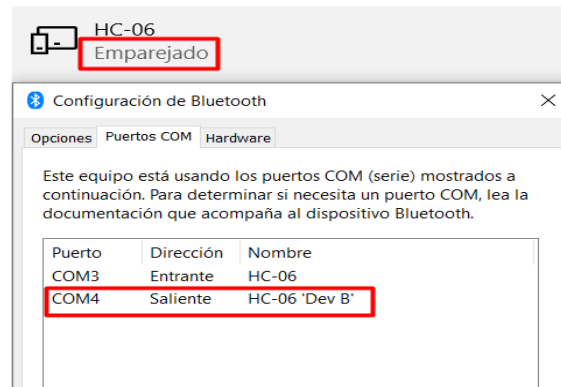 HC-06
Emparejado
Configuración de Bluetooth
Opciones Puertos COM Hardware
Este equipo está usando los puertos COM (serie) mostrados a
continuación. Para determinar si necesita un puerto COM, lea la
documentación que acompaña al dispositivo Bluetooth.
Puerto Dirección Nombre
COM3 Entrante HC-06
COM4 Saliente HC-06 'Dev B'